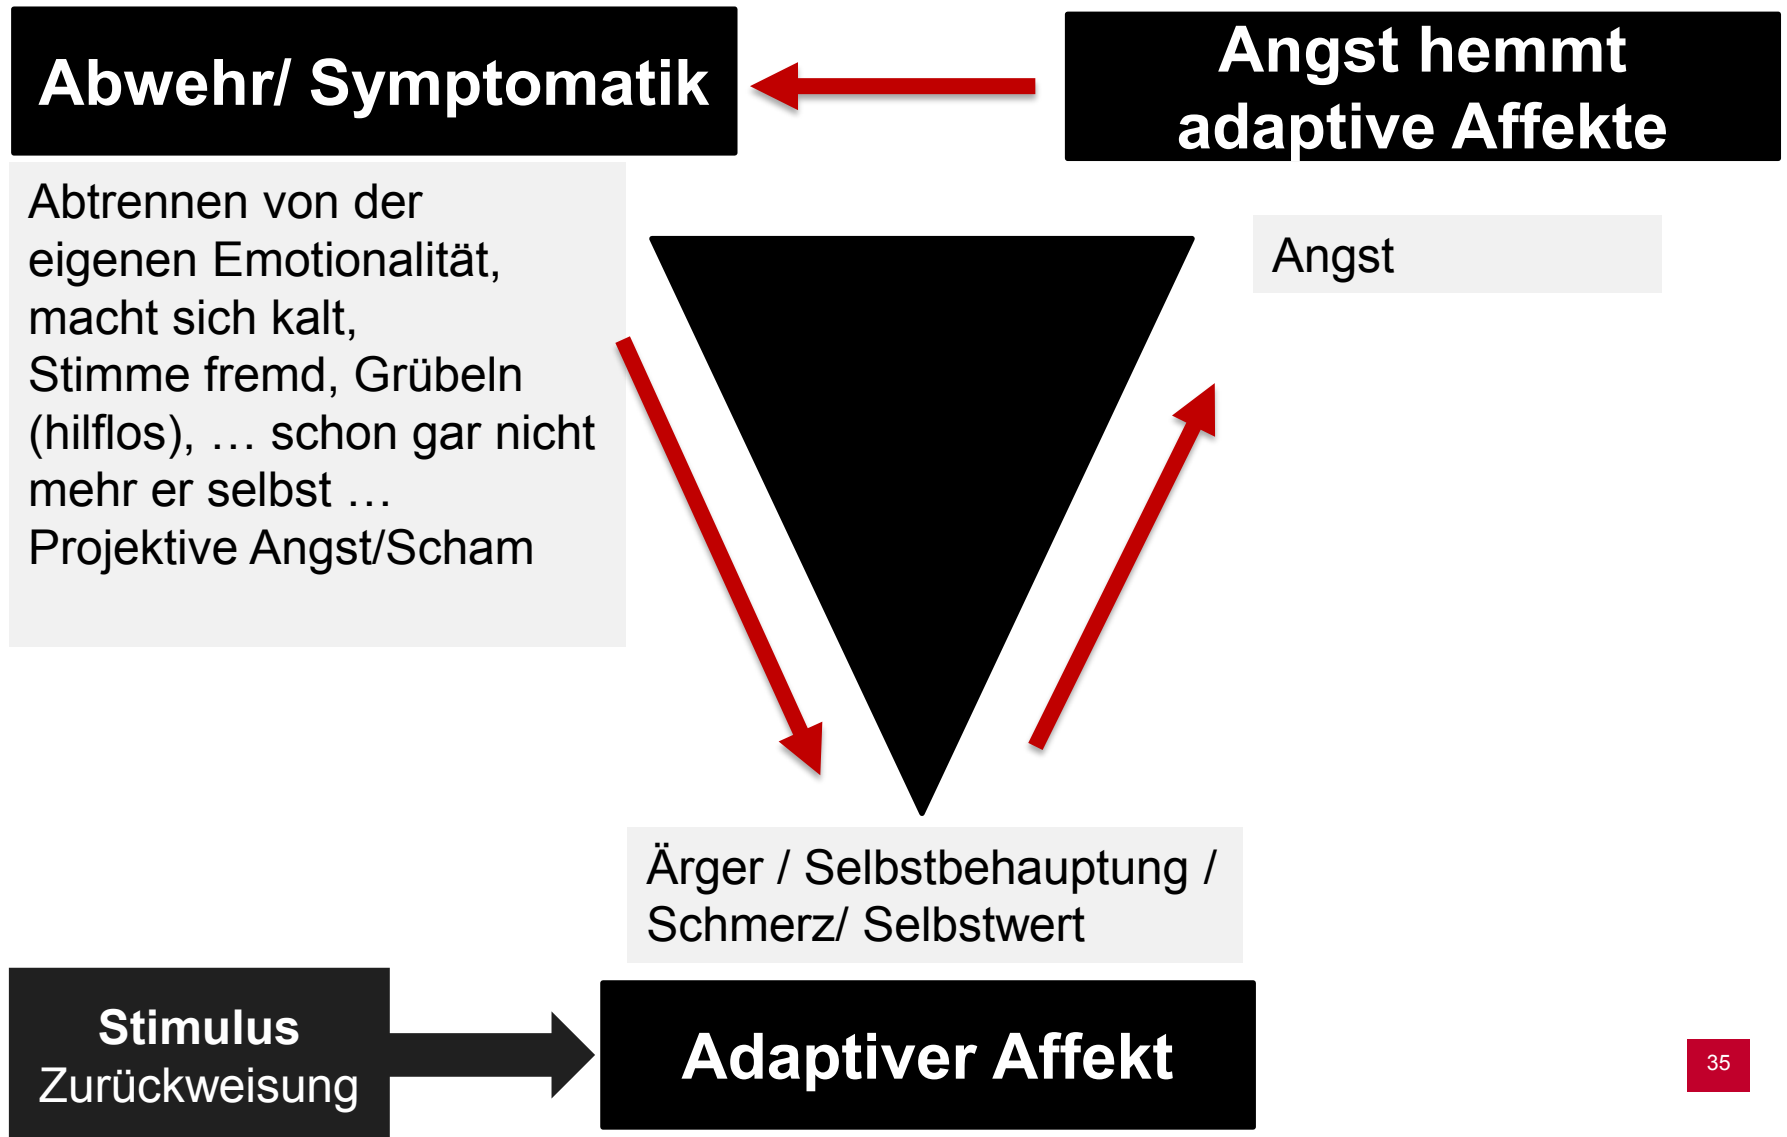 Abwehr/ Symptomatik
Angst hemmt
adaptive Affekte
Abtrennen von der
eigenen Emotionalität,
macht sich kalt,
Stimme fremd, Grübeln
(hilflos), … schon gar nicht
mehr er selbst …
Projektive Angst/Scham
Angst
Ärger / Selbstbehauptung /
Schmerz/ Selbstwert
Stimulus
Zurückweisung
Adaptiver Affekt
35